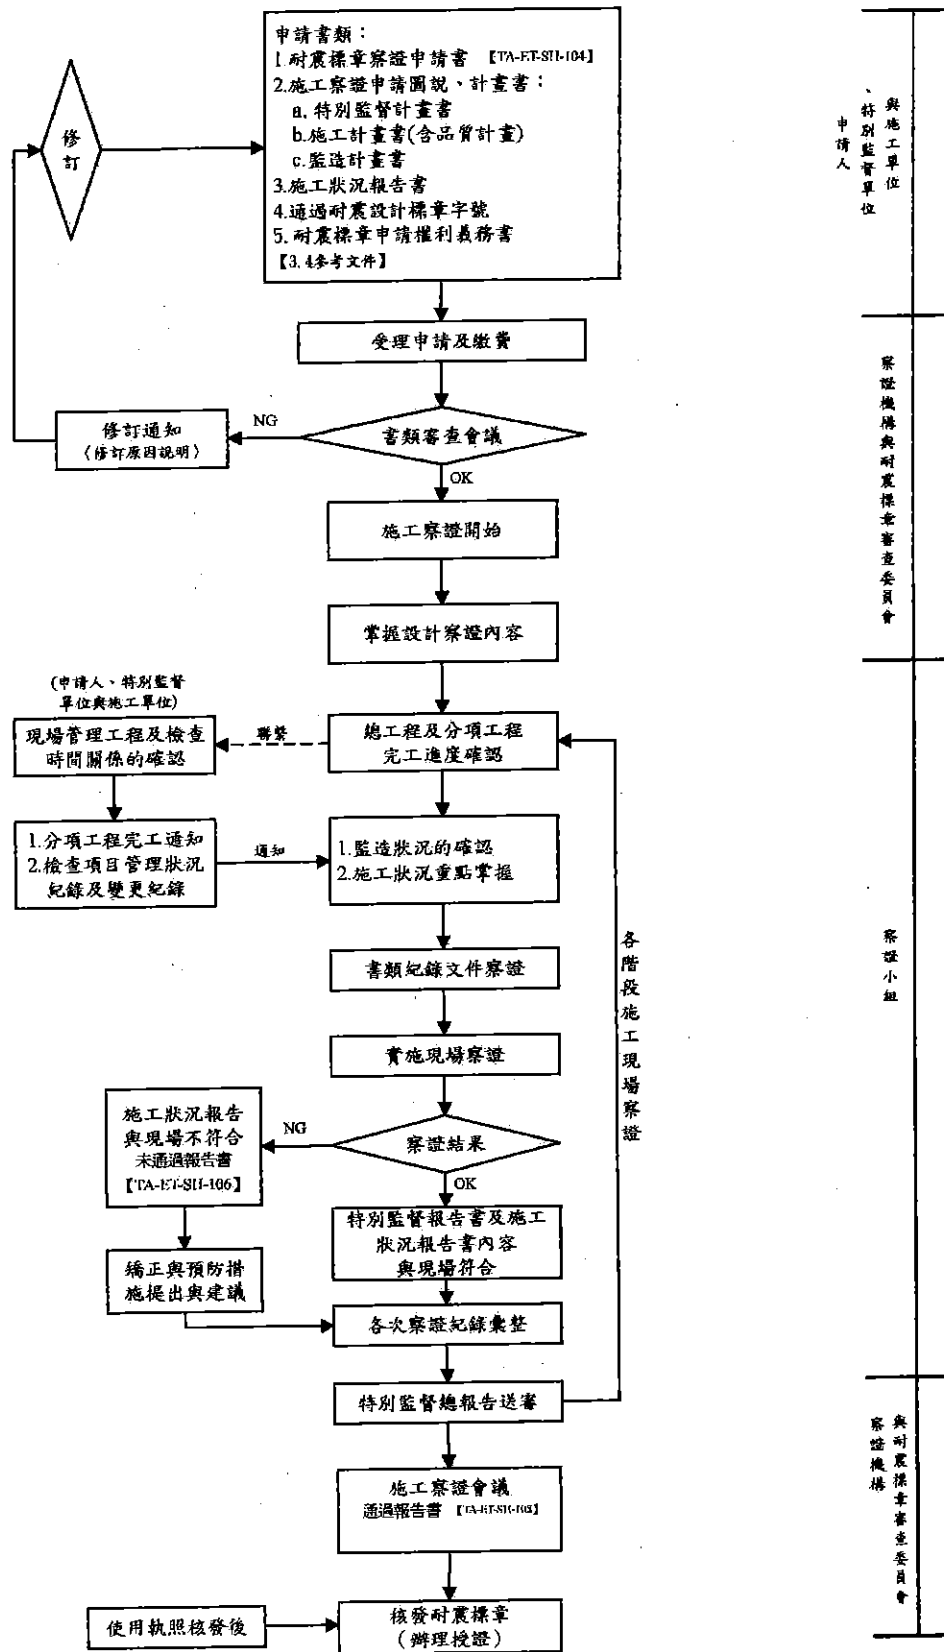 申請書類：
1.耐震標章察證申請書 【TA-ET-SH-104】
2.施工察證申請圖說、計畫書：
a.特別監督計畫書
b.施工計畫書(含品質計畫)
c.監造計畫書
3.施工狀況報告書
4.通過耐震設計標章字號
5.耐震標章申請權利義務書
【3.4參考文件】
修訂
申請人
、特別監督單位
與施工單位
受理申請及繳費
書類審查會議
NG
修訂通知
(修訂原因說明)
OK
施工察證開始
掌握設計察證內容
察證機構與耐震標章審查委員會
(申請人、特別監督
單位與施工單位)
現場管理工程及檢查
時間關係的確認
聯繫
總工程及分項工程
完工進度確認
1.分項工程完工通知
2.檢查項目管理狀況
紀錄及變更紀錄
通知
1.監造狀況的確認
2.施工狀況重點掌握
書類紀錄文件察證
實施現場察證
各階段施工現場察證
察證小組
察證結果
NG
施工狀況報告
與現場不符合
未通過報告書
【TA-ET-SH-106】
OK
特別監督報告書及施工
狀況報告書內容
與現場符合
矯正與預防措
施提出與建議
各次察證紀錄彙整
特別監督總報告送審
施工察證會議
通過報告書
察證機構
與耐震標章審查委員會
使用執照核發後
核發耐震標章
(辦理授證)